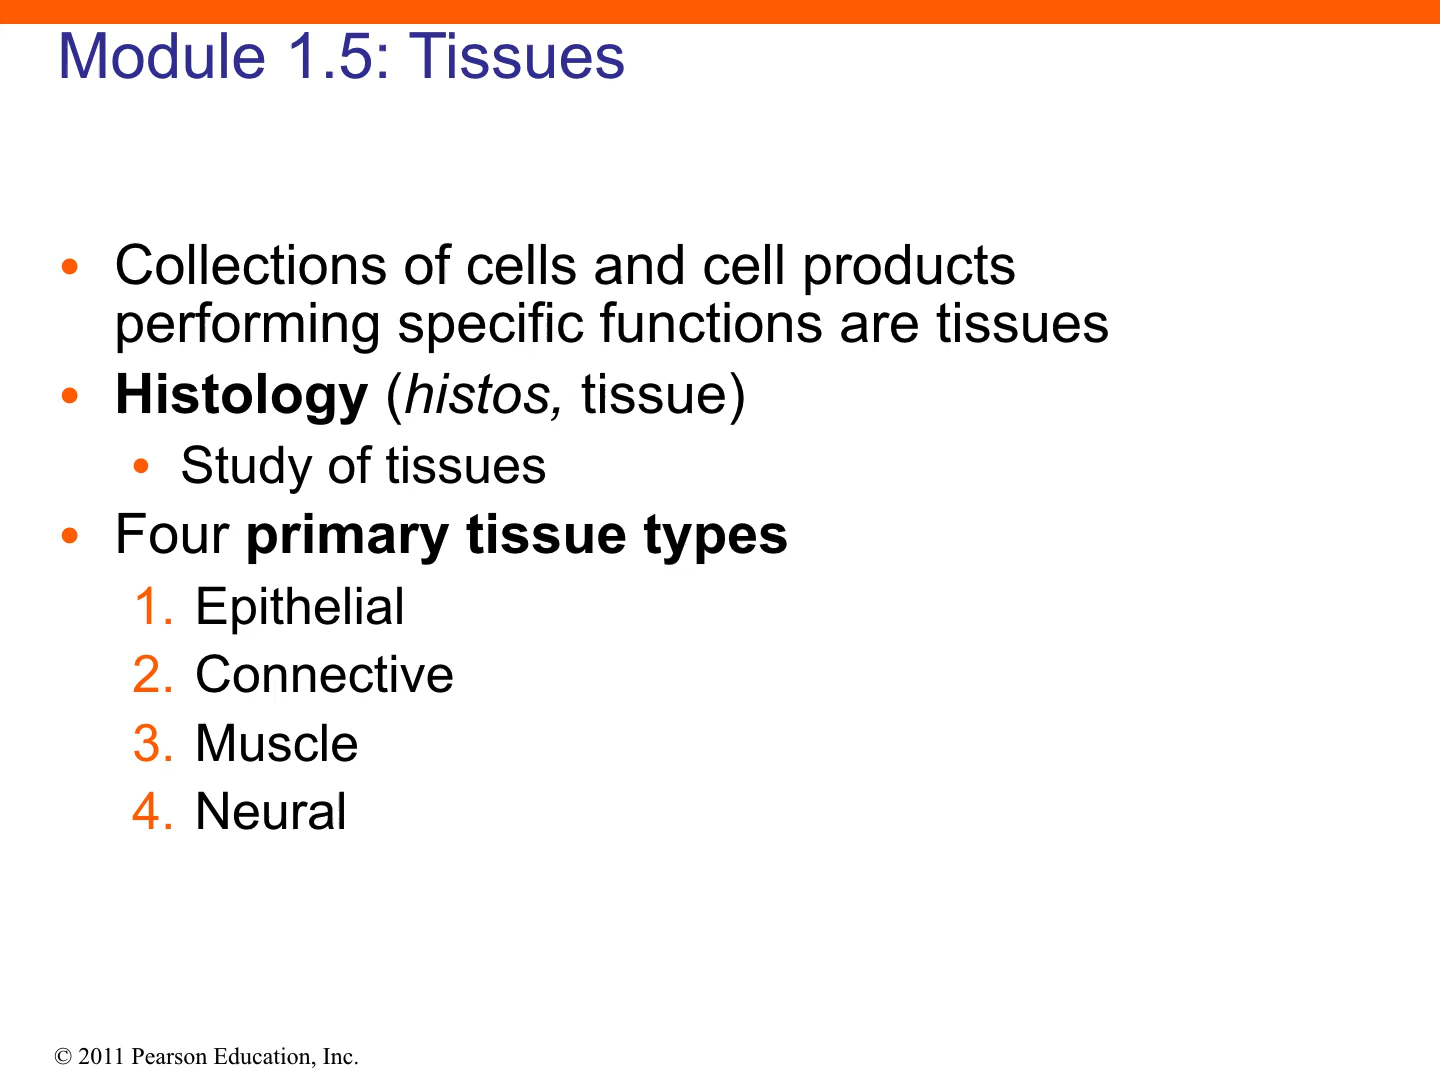 Module 1.5: Tissues
• Collections of cells and cell products
performing specific functions are tissues
• Histology (histos, tissue)
• Study of tissues
• Four primary tissue types
1. Epithelial
2. Connective
3. Muscle
4. Neural
© 2011 Pearson Education, Inc.